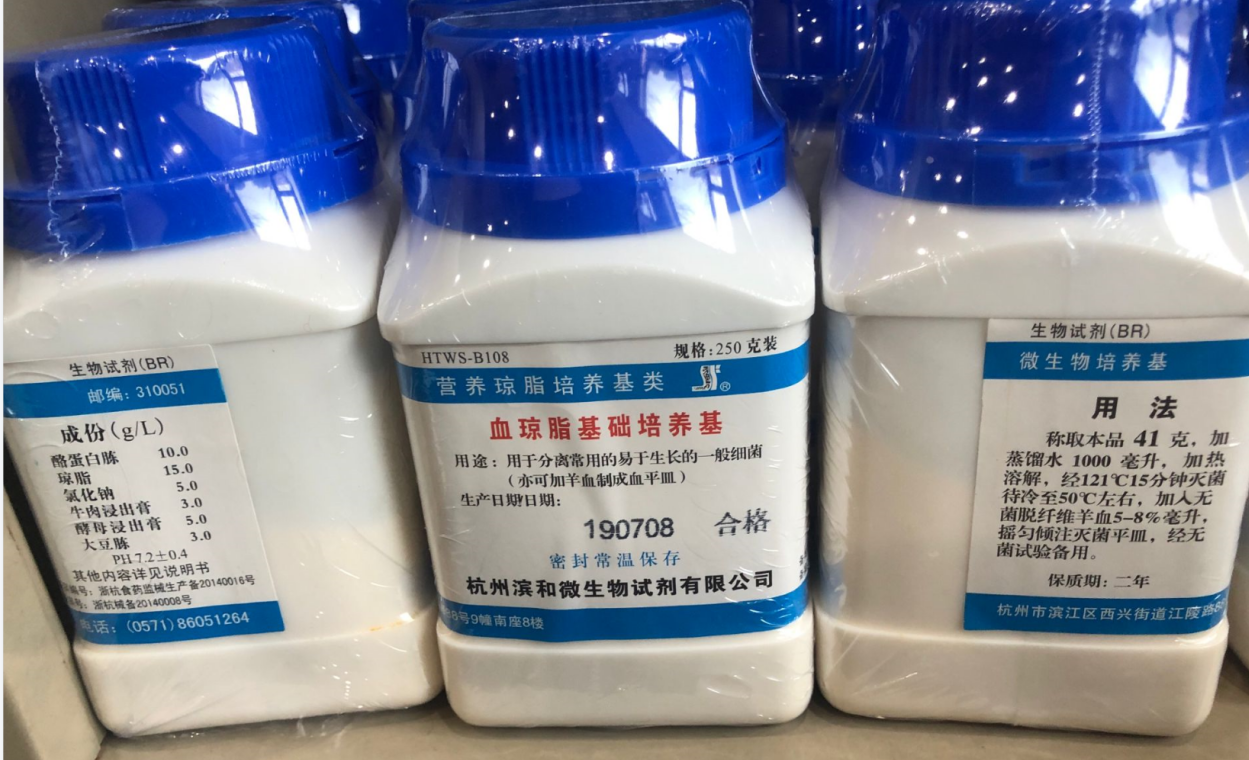 生物试剂(BR)
邮编: 310051
成份(g/L)
酪蛋白胨 10.0
琼脂 15.0
氯化钠 5.0
牛肉浸出膏 3.0
酵母浸出膏 5.0
大豆胨 3.0
PH7.2±0.4
其他内容详见说明书
号: 浙杭食药监械生产备20140016号
号: 浙杭械备20140008号
电话: (0571) 86051264
HTWS-B108 规格:250克装
营养琼脂培养基类 ®
血琼脂基础培养基
用途: 用于分离常用的易于生长的一般细菌
(亦可加羊血制成血平皿)
生产日期 日期:
190708 合格
密封常温保存
杭州滨和微生物试剂有限公司
8号9幢南座8楼
生物试剂(BR)
微生物培养基
用 法
称取本品 41 克, 加
蒸馏水 1000 毫升, 加热
溶解, 经121℃15分钟灭菌
待冷至50℃左右, 加入无
菌脱纤维羊血5-8%毫升,
摇匀倾注灭菌平皿, 经无
菌试验备用。
保质期: 二年
杭州市滨江区西兴街道江陵路